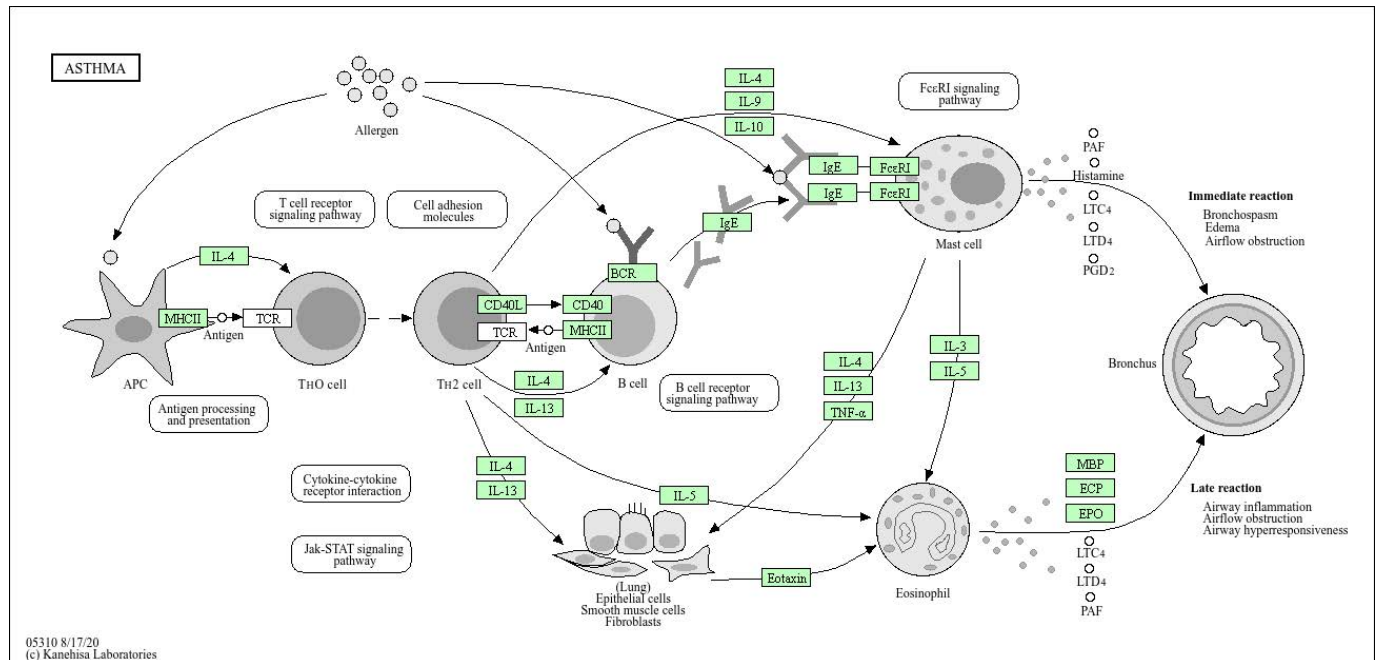 ASTHMA
Allergen
IL-4
IL-9
IL-10
FcεRI signaling
pathway
PAF
Histamine
LTC4
LTD4
PGD2
Immediate reaction
Bronchospasm
Edema
Airflow obstruction
T cell receptor
signaling pathway
Cell adhesion
molecules
IgE
FcεRI
IgE
FcεRI
IgE
Mast cell
BCR
IL-4
MHCII
Antigen
TCR
CD40L
CD40
TCR
Antigen
MHCII
APC
TH0 cell
TH2 cell
B cell
IL-4
IL-13
B cell receptor
signaling pathway
Antigen processing
and presentation
IL-4
IL-13
TNF-α
IL-3
IL-5
Bronchus
Cytokine-cytokine
receptor interaction
IL-4
IL-13
IL-5
Jak-STAT signaling
pathway
Eotaxin
(Lung)
Epithelial cells
Smooth muscle cells
Fibroblasts
Eosinophil
MBP
ECP
EPO
LTC4
LTD4
PAF
Late reaction
Airway inflammation
Airflow obstruction
Airway hyperresponsiveness
05310 8/17/20
(c) Kanehisa Laboratories